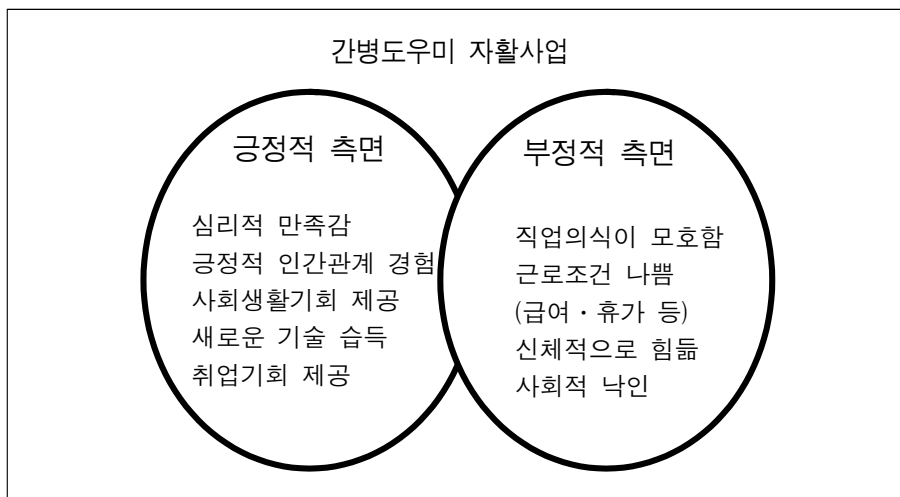 간병도우미 자활사업
긍정적 측면
심리적 만족감
긍정적 인간관계 경험
사회생활기회 제공
새로운 기술 습득
취업기회 제공
부정적 측면
직업의식이 모호함
근로조건 나쁨
(급여・휴가 등)
신체적으로 힘듦
사회적 낙인